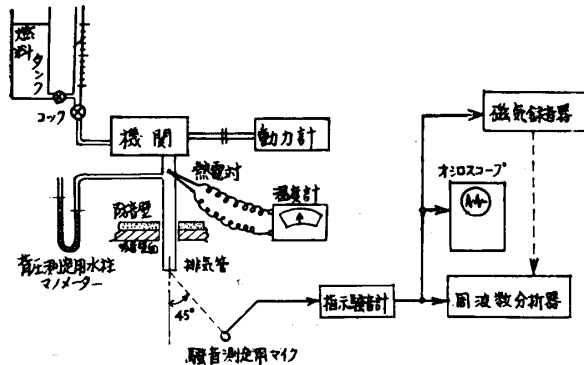 燃料
タンク
コック
機関
動力計
熱電対
温度計
防音壁
背圧測定用水柱
マノメーター
排気管
45°
騒音測定用マイク
指示騒音計
磁気録音器
オシロスコープ
周波数分析器